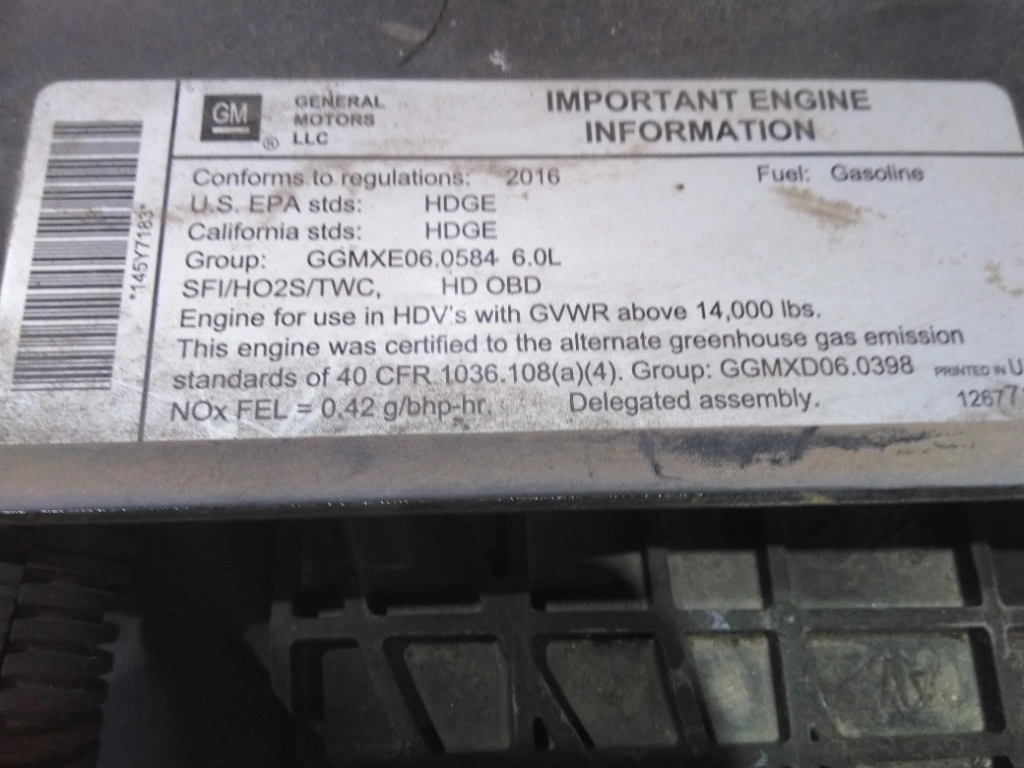 GM
®
GENERAL
MOTORS
LLC
IMPORTANT ENGINE
INFORMATION
*145Y7183*
Conforms to regulations: 2016 Fuel: Gasoline
U.S. EPA stds: HDGE
California stds: HDGE
Group: GGMXE06.0584 6.0L
SFI/HO2S/TWC, HD OBD
Engine for use in HDV's with GVWR above 14,000 lbs.
This engine was certified to the alternate greenhouse gas emission
standards of 40 CFR 1036.108(a)(4). Group: GGMXD06.0398 PRINTED IN U
NOx FEL = 0.42 g/bhp-hr. Delegated assembly. 12677